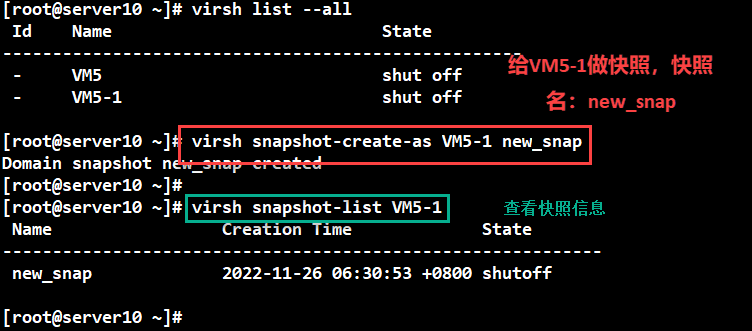 [root@server10 ~]# virsh list --all
Id Name State
----------------------------------------------------
- VM5 shut off
给VM5-1做快照，快照
- VM5-1 shut off
名：new_snap
[root@server10 ~]# virsh snapshot-create-as VM5-1 new_snap
Domain snapshot new_snap created
[root@server10 ~]#
[root@server10 ~]# virsh snapshot-list VM5-1 查看快照信息
Name Creation Time State
------------------------------------------------------------
new_snap 2022-11-26 06:30:53 +0800 shutoff
[root@server10 ~]#